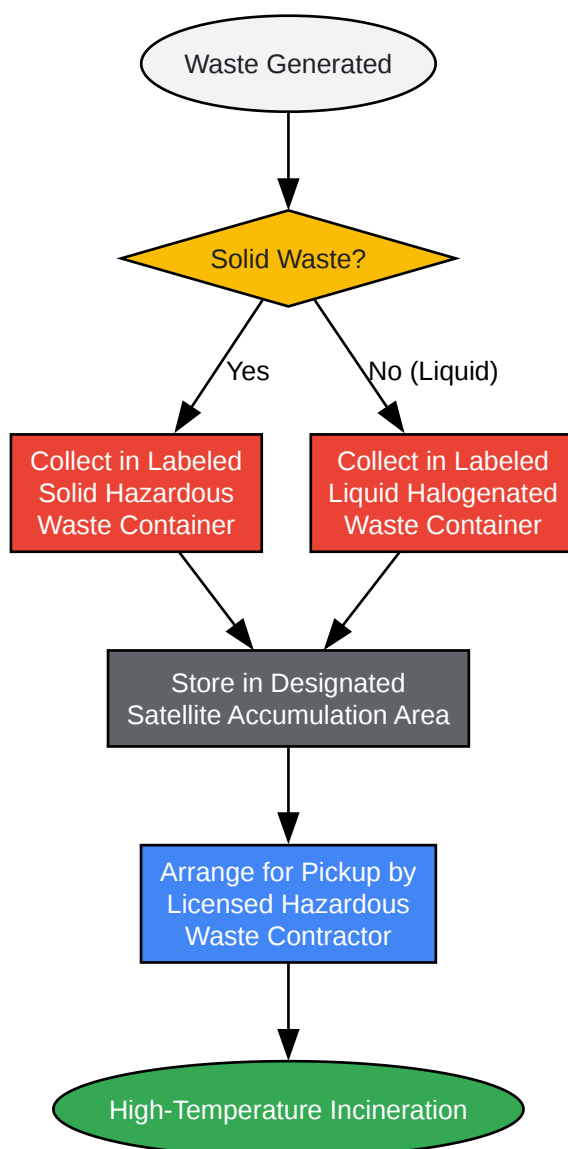 Waste Generated
Solid Waste?
Yes
No (Liquid)
Collect in Labeled
Solid Hazardous
Waste Container
Collect in Labeled
Liquid Halogenated
Waste Container
Store in Designated
Satellite Accumulation Area
Arrange for Pickup by
Licensed Hazardous
Waste Contractor
High-Temperature Incineration